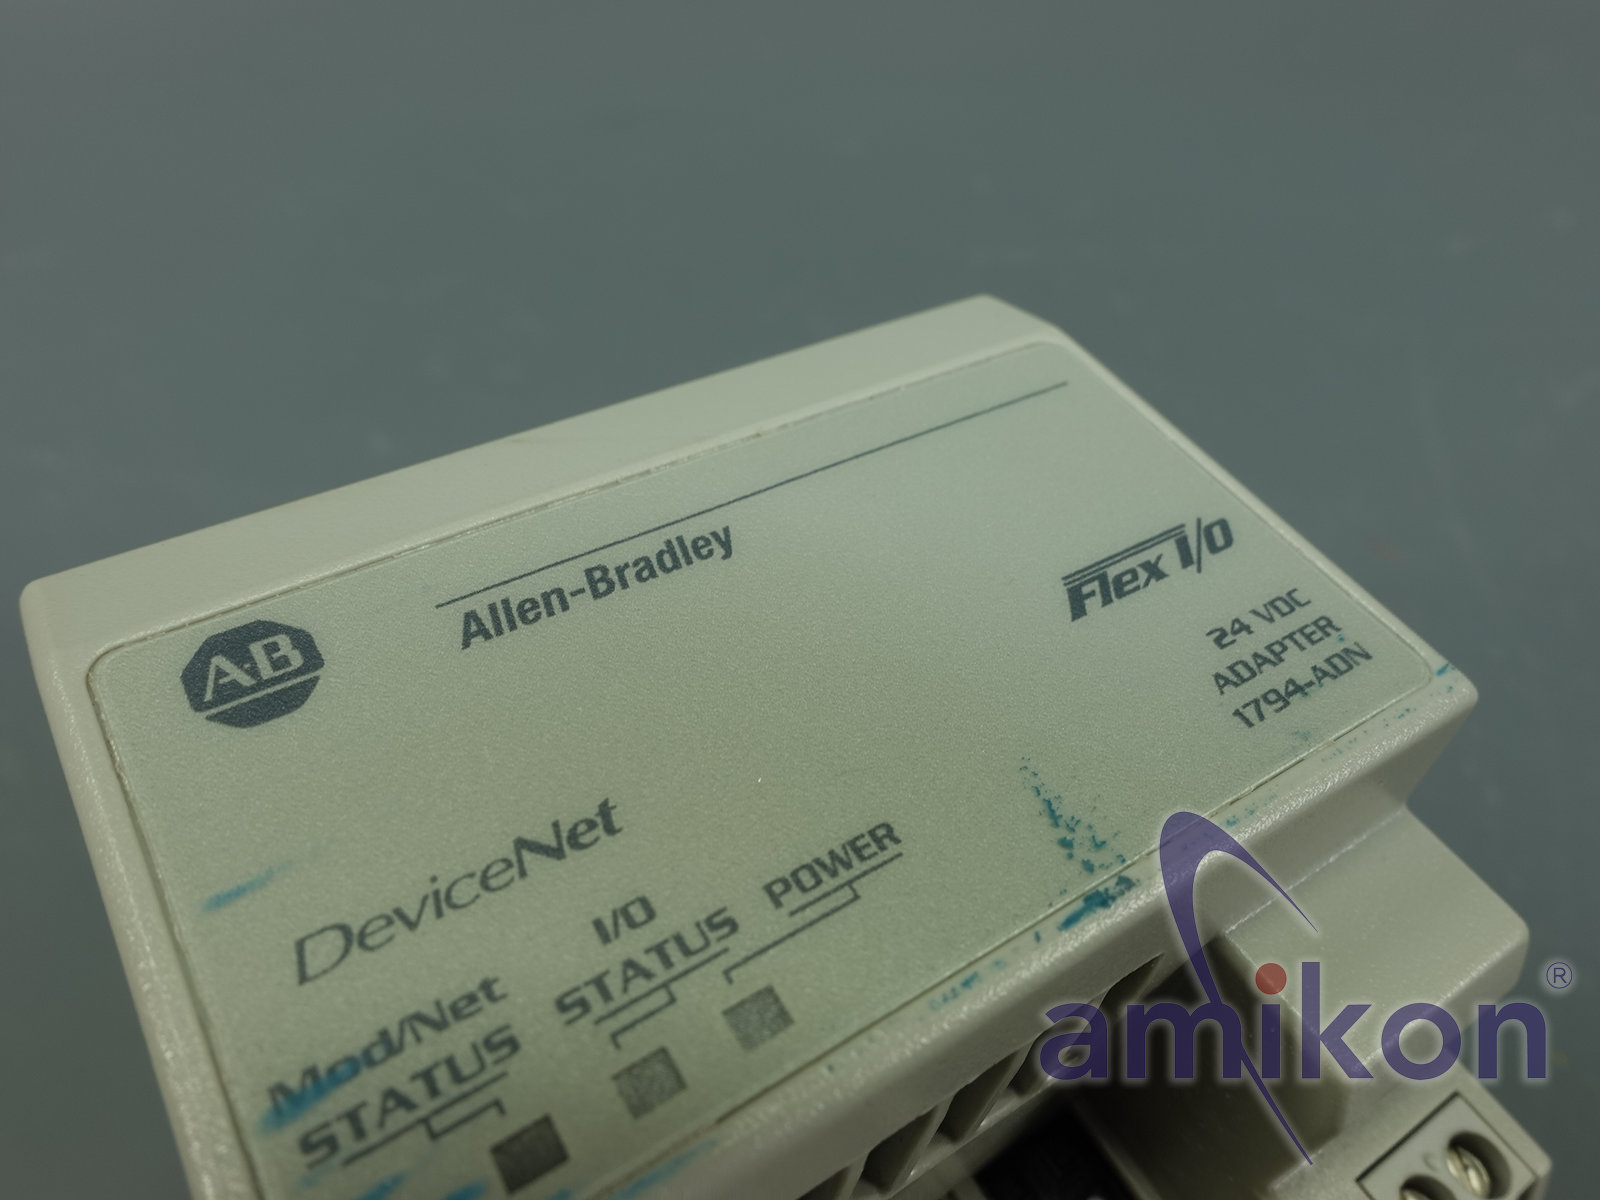 Allen-Bradley
A-B
Flex I/O
24 VDC
ADAPTER
1794-ADN
DeviceNet
Mod/Net
STATUS
I/O
STATUS
POWER
amikon®